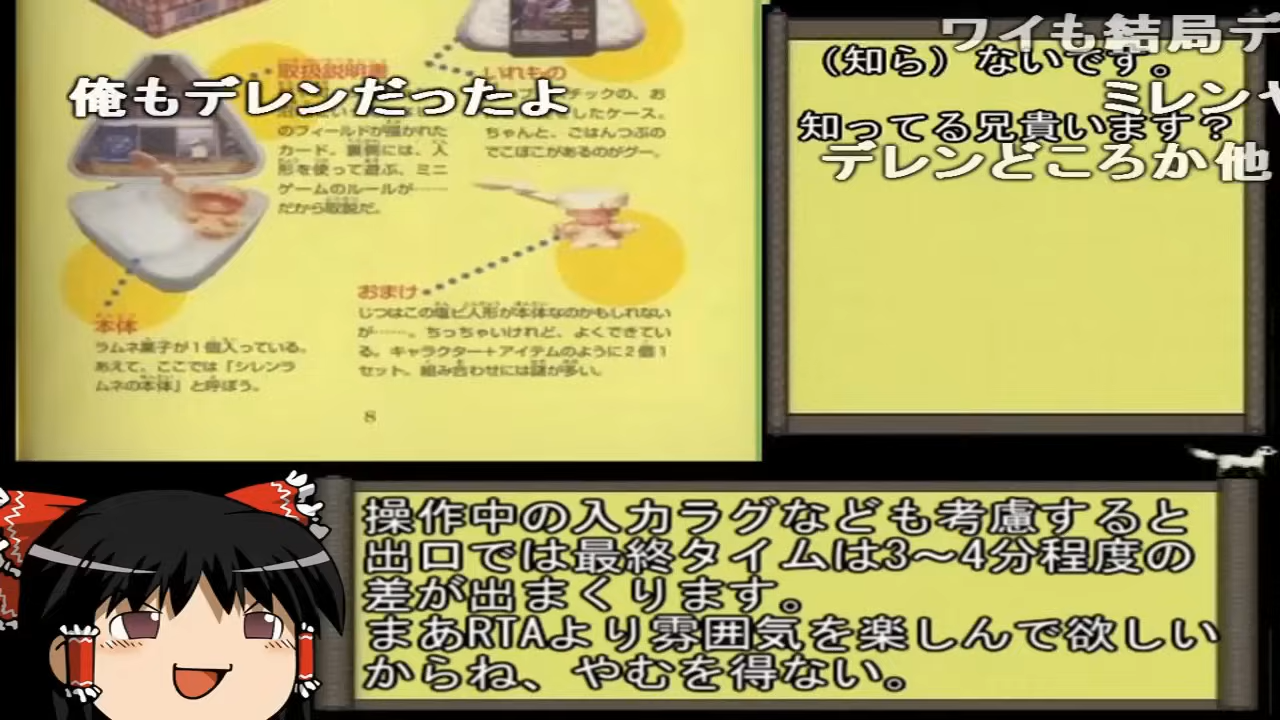 俺もデレンだったよ
取扱説明書
のフィールドが描かれた
カード。裏側には、人
形を使って遊ぶ、ミニ
ゲームのルールが……
だから取説だ。
いれもの
チックの、お
したケース。
ちゃんと、ごはんつぶの
でこぼこがあるのがグー。
おまけ
じつはこの塩ビ人形が本体なのかもしれない
が……。ちっちゃいけれど、よくできてい
る。キャラクター+アイテムのように2個1
セット。組み合わせには謎が多い。
本体
ラムネ菓子が1個入っている。
あえて、ここでは「シレンラ
ムネの本体」と呼ぼう。
8
ワイも結局デ
(知ら)ないです。
ミレン
知ってる兄貴います?
デレンどころか他
操作中の入力ラグなども考慮すると
出口では最終タイムは3〜4分程度の
差が出まくります。
まあRTAより雰囲気を楽しんで欲しい
からね、やむを得ない。